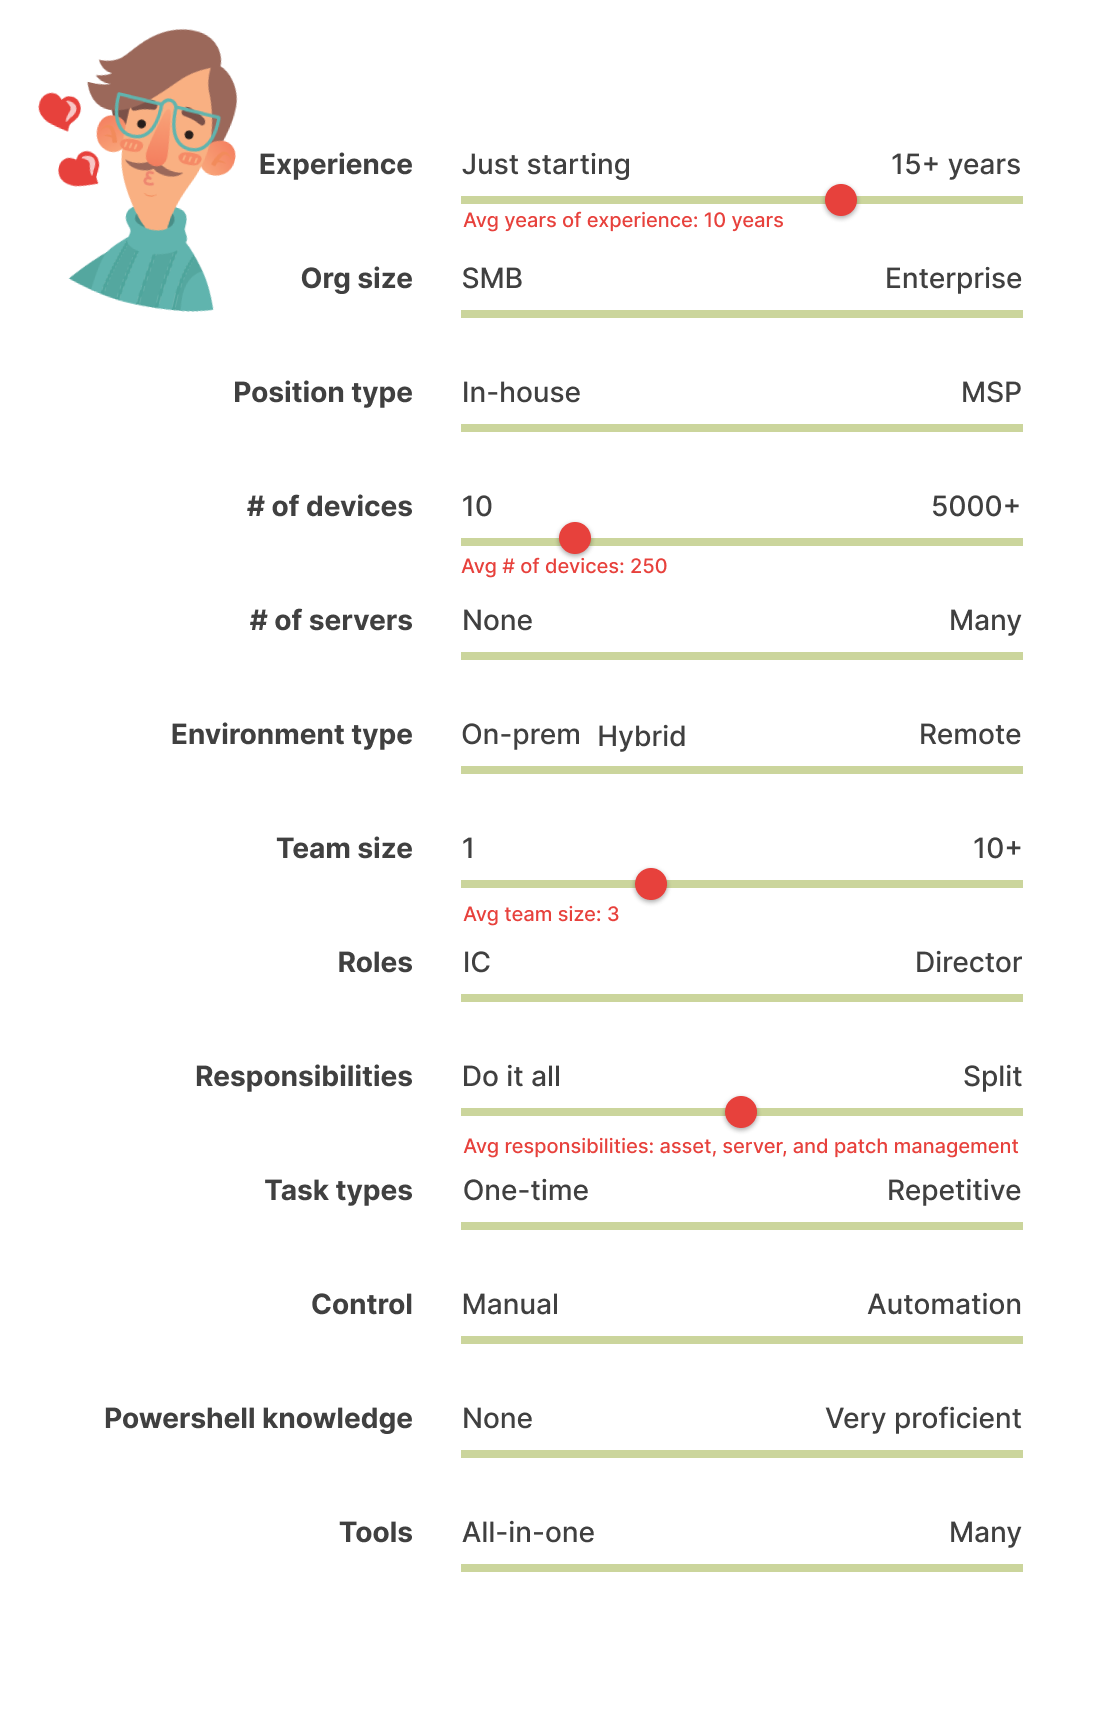 Experience Just starting 15+ years
Avg years of experience: 10 years
Org size SMB Enterprise
Position type In-house MSP
# of devices 10 5000+
Avg # of devices: 250
# of servers None Many
Environment type On-prem Hybrid Remote
Team size 1 10+
Avg team size: 3
Roles IC Director
Responsibilities Do it all Split
Avg responsibilities: asset, server, and patch management
Task types One-time Repetitive
Control Manual Automation
Powershell knowledge None Very proficient
Tools All-in-one Many